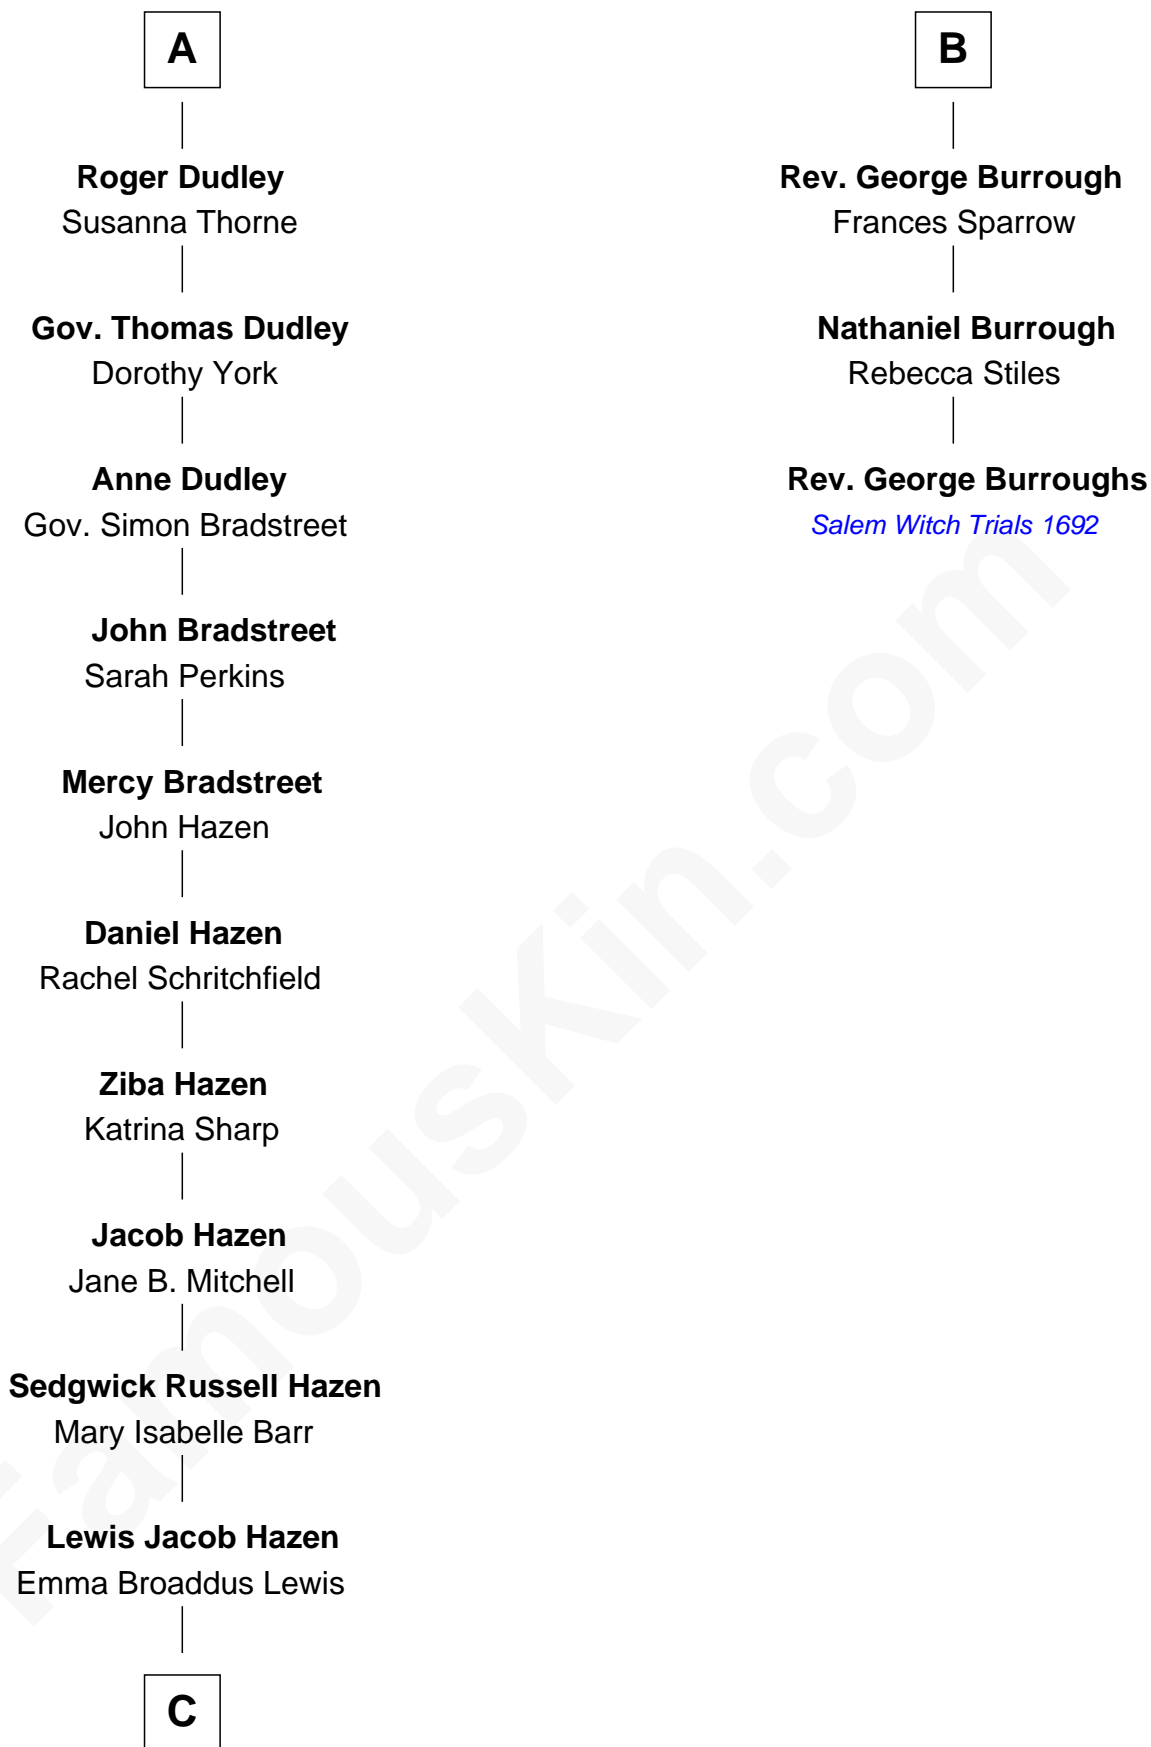 A
Roger Dudley
Susanna Thorne
Gov. Thomas Dudley
Dorothy York
Anne Dudley
Gov. Simon Bradstreet
John Bradstreet
Sarah Perkins
Mercy Bradstreet
John Hazen
Daniel Hazen
Rachel Schritchfield
Ziba Hazen
Katrina Sharp
Jacob Hazen
Jane B. Mitchell
Sedgwick Russell Hazen
Mary Isabelle Barr
Lewis Jacob Hazen
Emma Broaddus Lewis
C
B
Rev. George Burrough
Frances Sparrow
Nathaniel Burrough
Rebecca Stiles
Rev. George Burroughs
Salem Witch Trials 1692
FamousKin.com